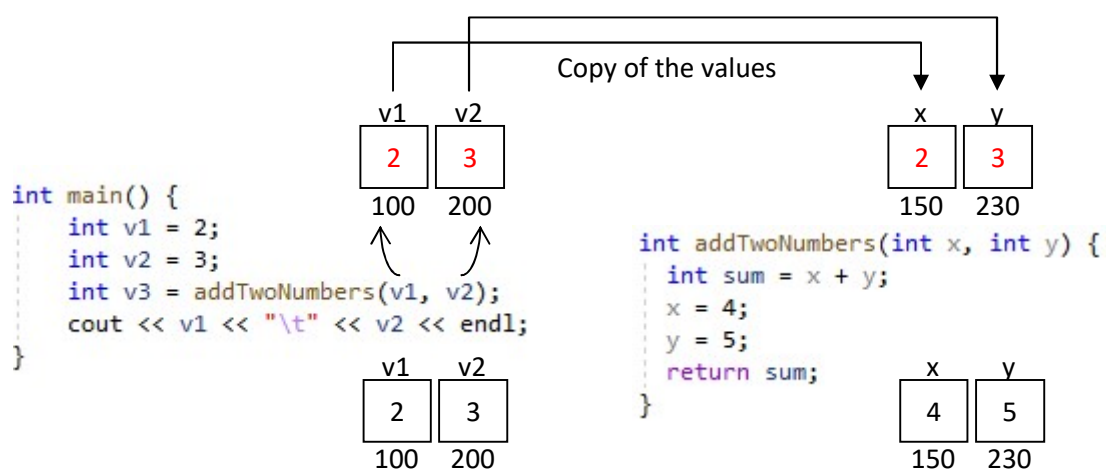 Copy of the values
v1 v2
2 3
100 200
x y
2 3
150 230
int main() {
    int v1 = 2;
    int v2 = 3;
    int v3 = addTwoNumbers(v1, v2);
    cout << v1 << "\t" << v2 << endl;
}
v1 v2
2 3
100 200
int addTwoNumbers(int x, int y) {
  int sum = x + y;
  x = 4;
  y = 5;
  return sum;
}
x y
4 5
150 230